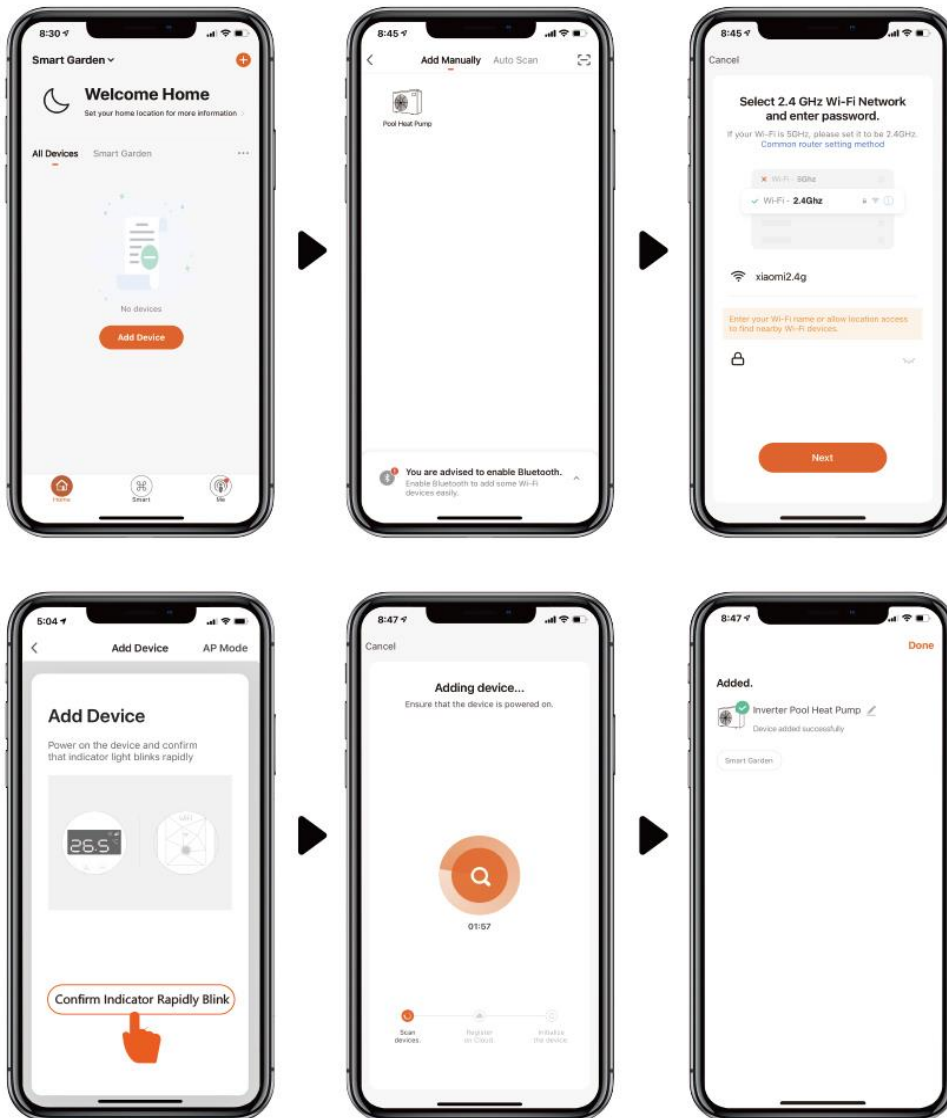 8:30
Smart Garden
Welcome Home
Set your home location for more information
All Devices Smart Garden
No devices
Add Device
Home Smart Me
8:45
Add Manually Auto Scan
Pool Heat Pump
You are advised to enable Bluetooth.
Enable Bluetooth to add some Wi-Fi
devices easily.
8:45
Cancel
Select 2.4 GHz Wi-Fi Network
and enter password.
If your Wi-Fi is 5GHz, please set it to be 2.4GHz.
Common router setting method
Wi-Fi - 5Ghz
Wi-Fi - 2.4Ghz
xiaomi2.4g
Enter your Wi-Fi name or allow location access
to find nearby Wi-Fi devices.
Next
5:04
Add Device AP Mode
Add Device
Power on the device and confirm
that indicator light blinks rapidly
26.5
Confirm Indicator Rapidly Blink
8:47
Cancel
Adding device...
Ensure that the device is powered on.
01:57
Scan Register Initialize
devices. on Cloud. the device.
8:47
Done
Added.
Inverter Pool Heat Pump
Device added successfully
Smart Garden